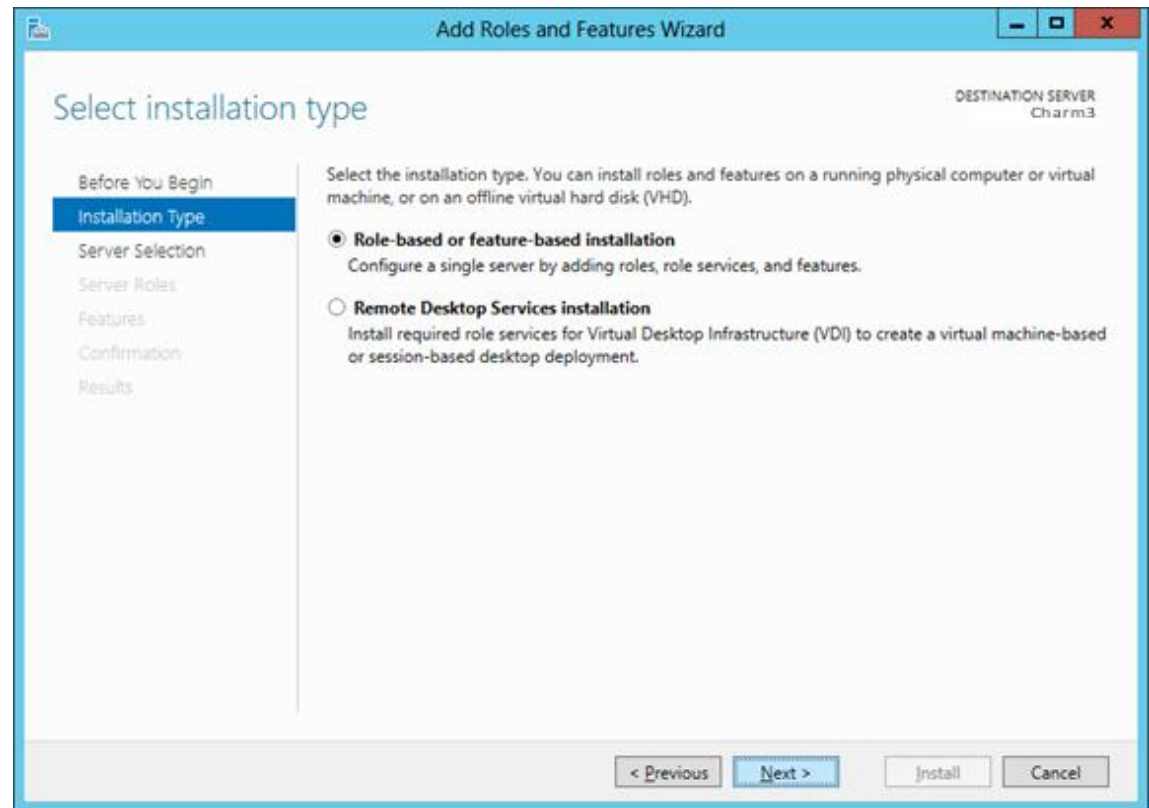 Add Roles and Features Wizard
Select installation type
DESTINATION SERVER
Charm3
Before You Begin
Installation Type
Server Selection
Server Roles
Features
Confirmation
Results
Select the installation type. You can install roles and features on a running physical computer or virtual
machine, or on an offline virtual hard disk (VHD).
Role-based or feature-based installation
Configure a single server by adding roles, role services, and features.
Remote Desktop Services installation
Install required role services for Virtual Desktop Infrastructure (VDI) to create a virtual machine-based
or session-based desktop deployment.
< Previous
Next >
Install
Cancel